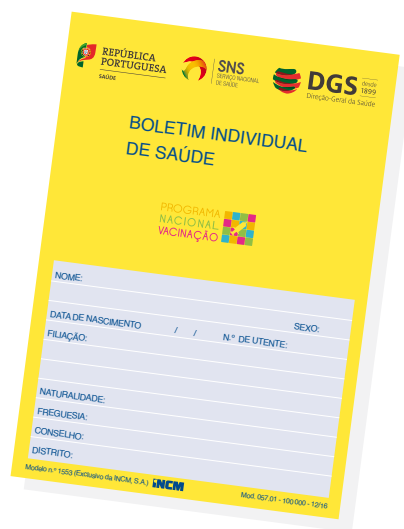 REPÚBLICA
PORTUGUESA
SAÚDE
SNS
SERVIÇO NACIONAL
DE SAÚDE
DGS
desde
1899
Direção-Geral da Saúde
BOLETIM INDIVIDUAL
DE SAÚDE
PROGRAMA
NACIONAL
VACINAÇÃO
NOME:
SEXO:
DATA DE NASCIMENTO / / N.º DE UTENTE:
FILIAÇÃO:
NATURALIDADE:
FREGUESIA:
CONSELHO:
DISTRITO:
Modelo n.º 1553 (Exclusivo da INCM, S.A.) INCM Mod. 057.01 - 100 000 - 12/16